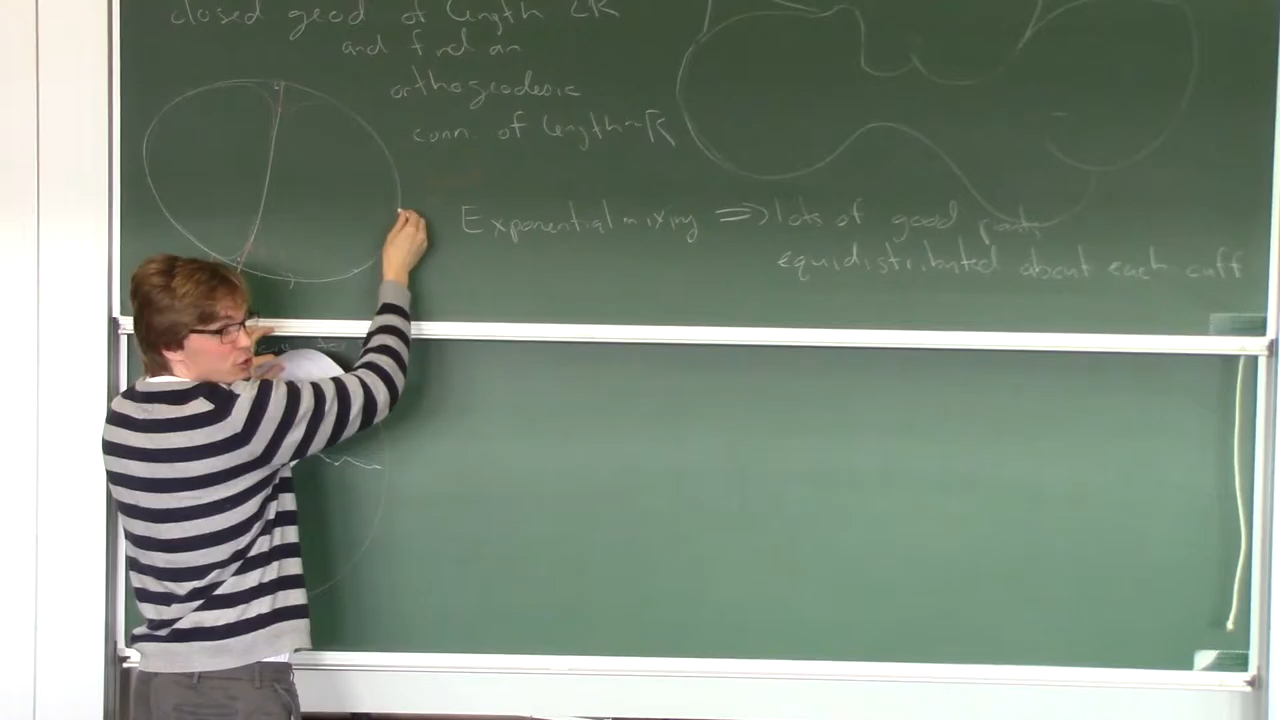 closed geod of length 2R
and find an
orthogeodesic
conn. of length ~R
Exponential mixing ⇒ lots of good pants
equidistributed about each cuff